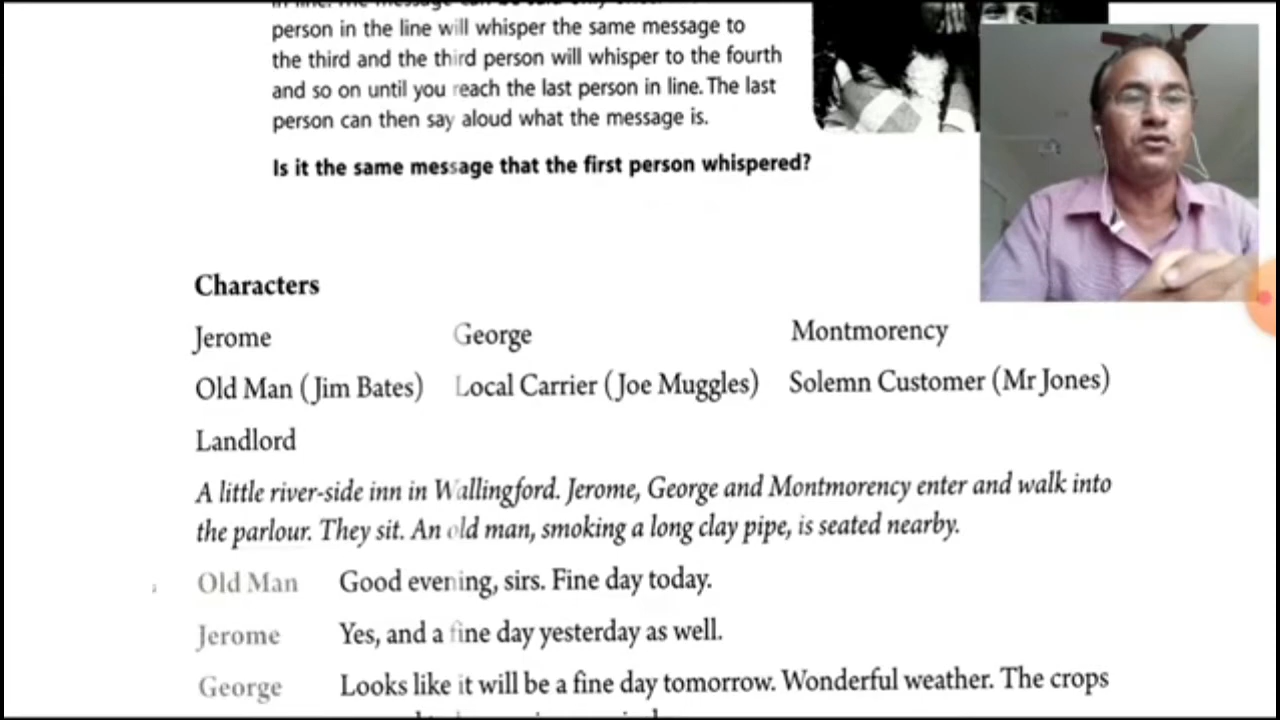 person in the line will whisper the same message to
the third and the third person will whisper to the fourth
and so on until you reach the last person in line. The last
person can then say aloud what the message is.
Is it the same message that the first person whispered?
Characters
Jerome George Montmorency
Old Man (Jim Bates) Local Carrier (Joe Muggles) Solemn Customer (Mr Jones)
Landlord
A little river-side inn in Wallingford. Jerome, George and Montmorency enter and walk into
the parlour. They sit. An old man, smoking a long clay pipe, is seated nearby.
Old Man Good evening, sirs. Fine day today.
Jerome Yes, and a fine day yesterday as well.
George Looks like it will be a fine day tomorrow. Wonderful weather. The crops